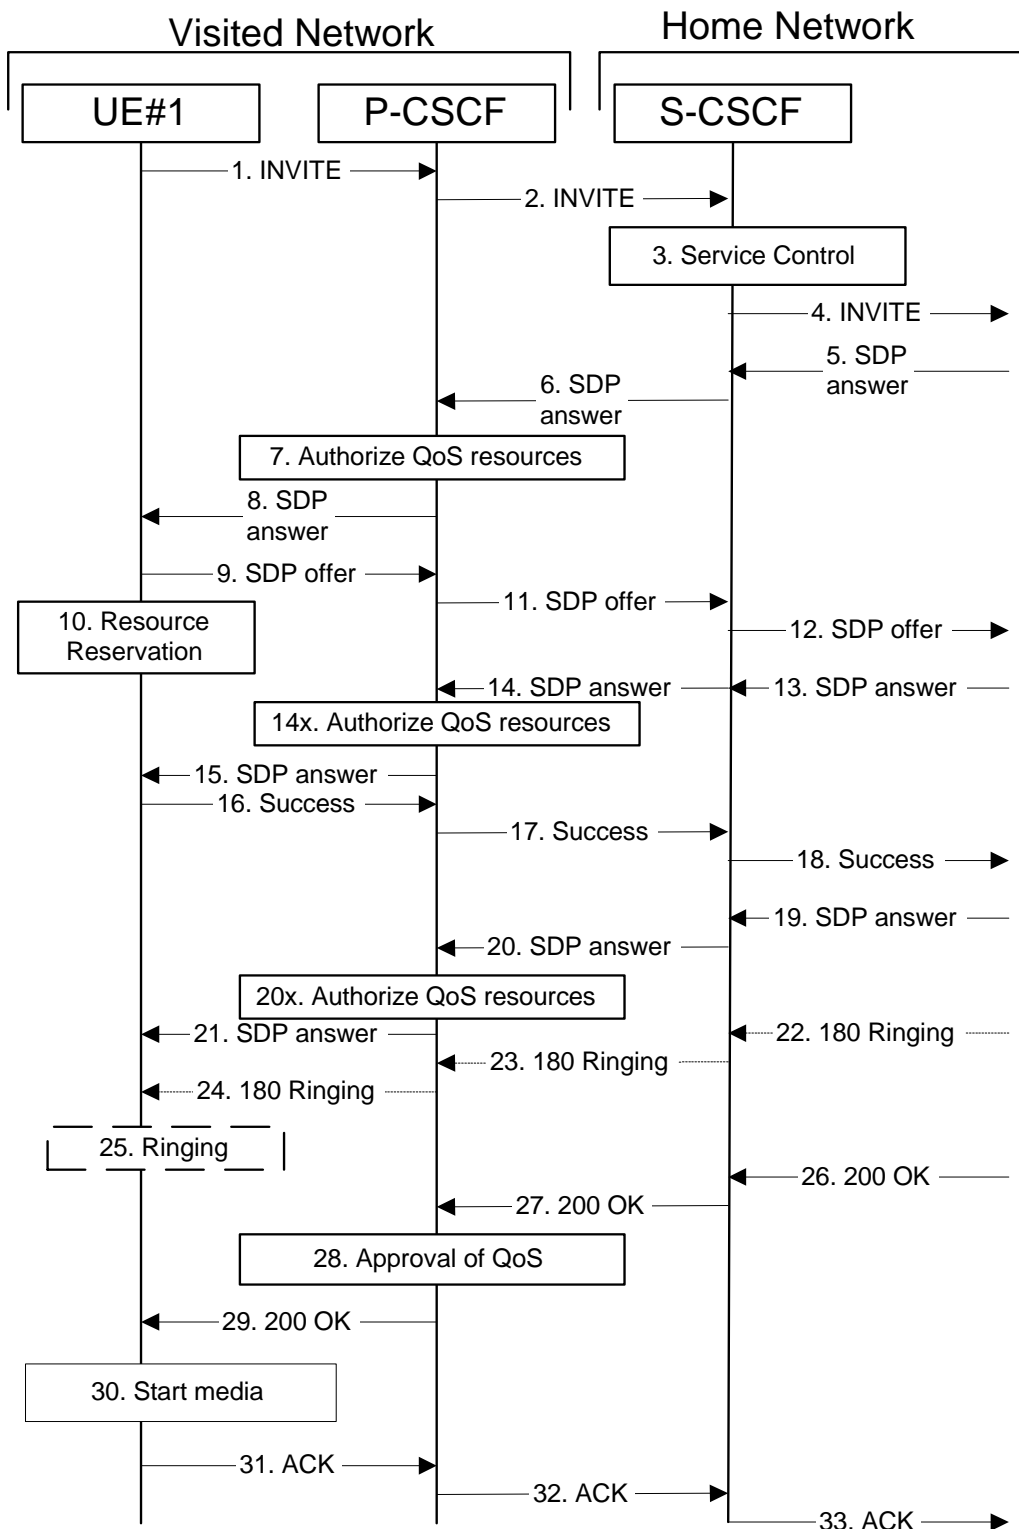 Visited Network
Home Network
UE#1
P-CSCF
S-CSCF
1. INVITE
2. INVITE
3. Service Control
4. INVITE
5. SDP
answer
6. SDP
answer
7. Authorize QoS resources
8. SDP
answer
9. SDP offer
10. Resource
Reservation
11. SDP offer
12. SDP offer
13. SDP answer
14. SDP answer
14x. Authorize QoS resources
15. SDP answer
16. Success
17. Success
18. Success
19. SDP answer
20. SDP answer
20x. Authorize QoS resources
21. SDP answer
22. 180 Ringing
23. 180 Ringing
24. 180 Ringing
25. Ringing
26. 200 OK
27. 200 OK
28. Approval of QoS
29. 200 OK
30. Start media
31. ACK
32. ACK
33. ACK